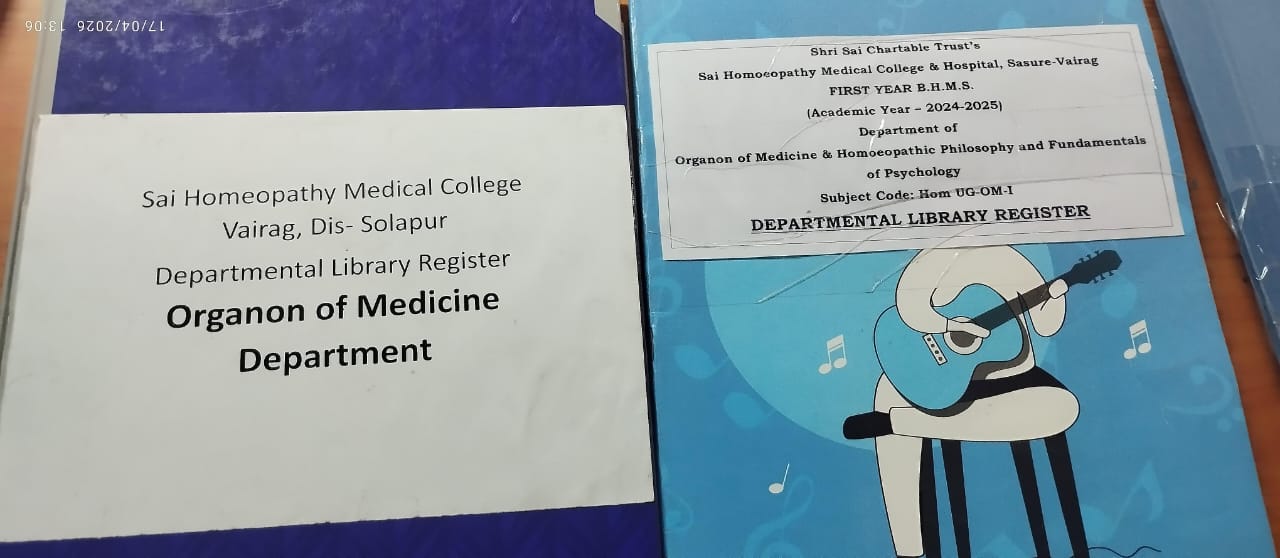 17/04/2026 13:06
Sai Homeopathy Medical College
Vairag, Dis- Solapur
Departmental Library Register
Organon of Medicine
Department
Shri Sai Chartable Trust's
Sai Homoeopathy Medical College & Hospital, Sasure-Vairag
FIRST YEAR B.H.M.S.
(Academic Year – 2024-2025)
Department of
Organon of Medicine & Homoeopathic Philosophy and Fundamentals
of Psychology
Subject Code: Hom UG-OM-I
DEPARTMENTAL LIBRARY REGISTER